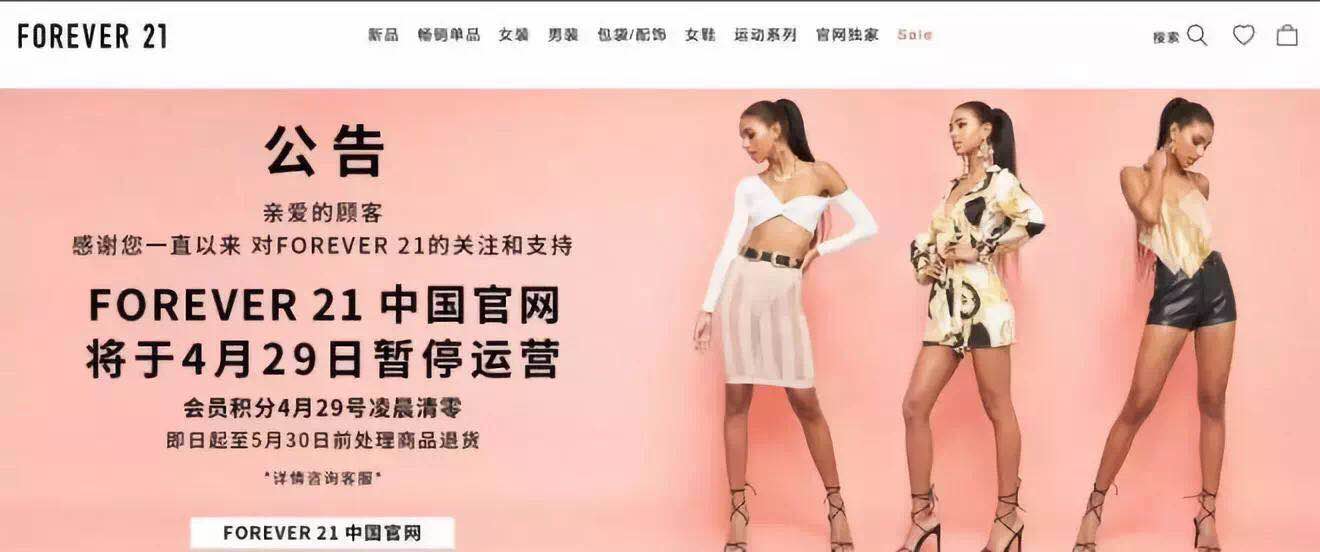 FOREVER 21
新品 畅销单品 女装 男装 包袋/配饰 女鞋 运动系列 官网独家 Sale
搜索
公告
亲爱的顾客
感谢您一直以来 对FOREVER 21的关注和支持
FOREVER 21 中国官网
将于4月29日暂停运营
会员积分4月29号凌晨清零
即日起至5月30日前处理商品退货
*详情咨询客服*
FOREVER 21 中国官网